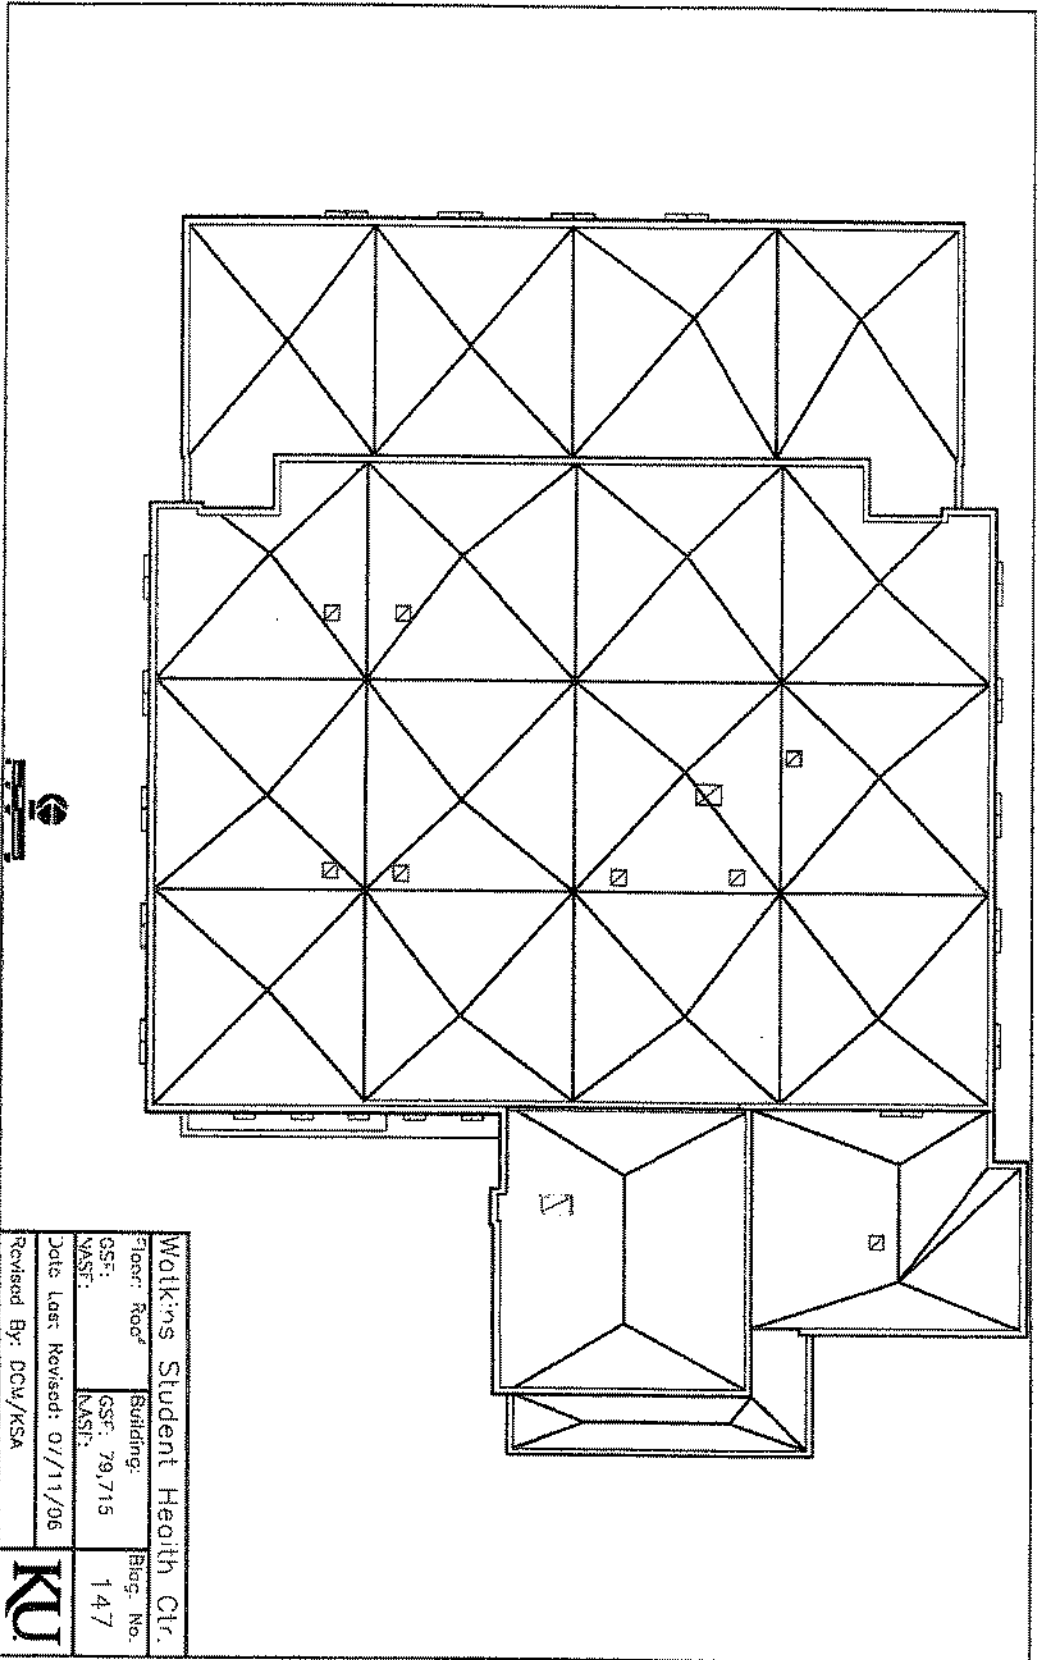 Watkins Student Health Ctr.
Floor: Roof
Building:
Bldg. No.
GSF:
GSF: 79,715
147
NASF:
NASF:
Date Last Revised: 07/11/06
Revised By: DCM/KSA
KU